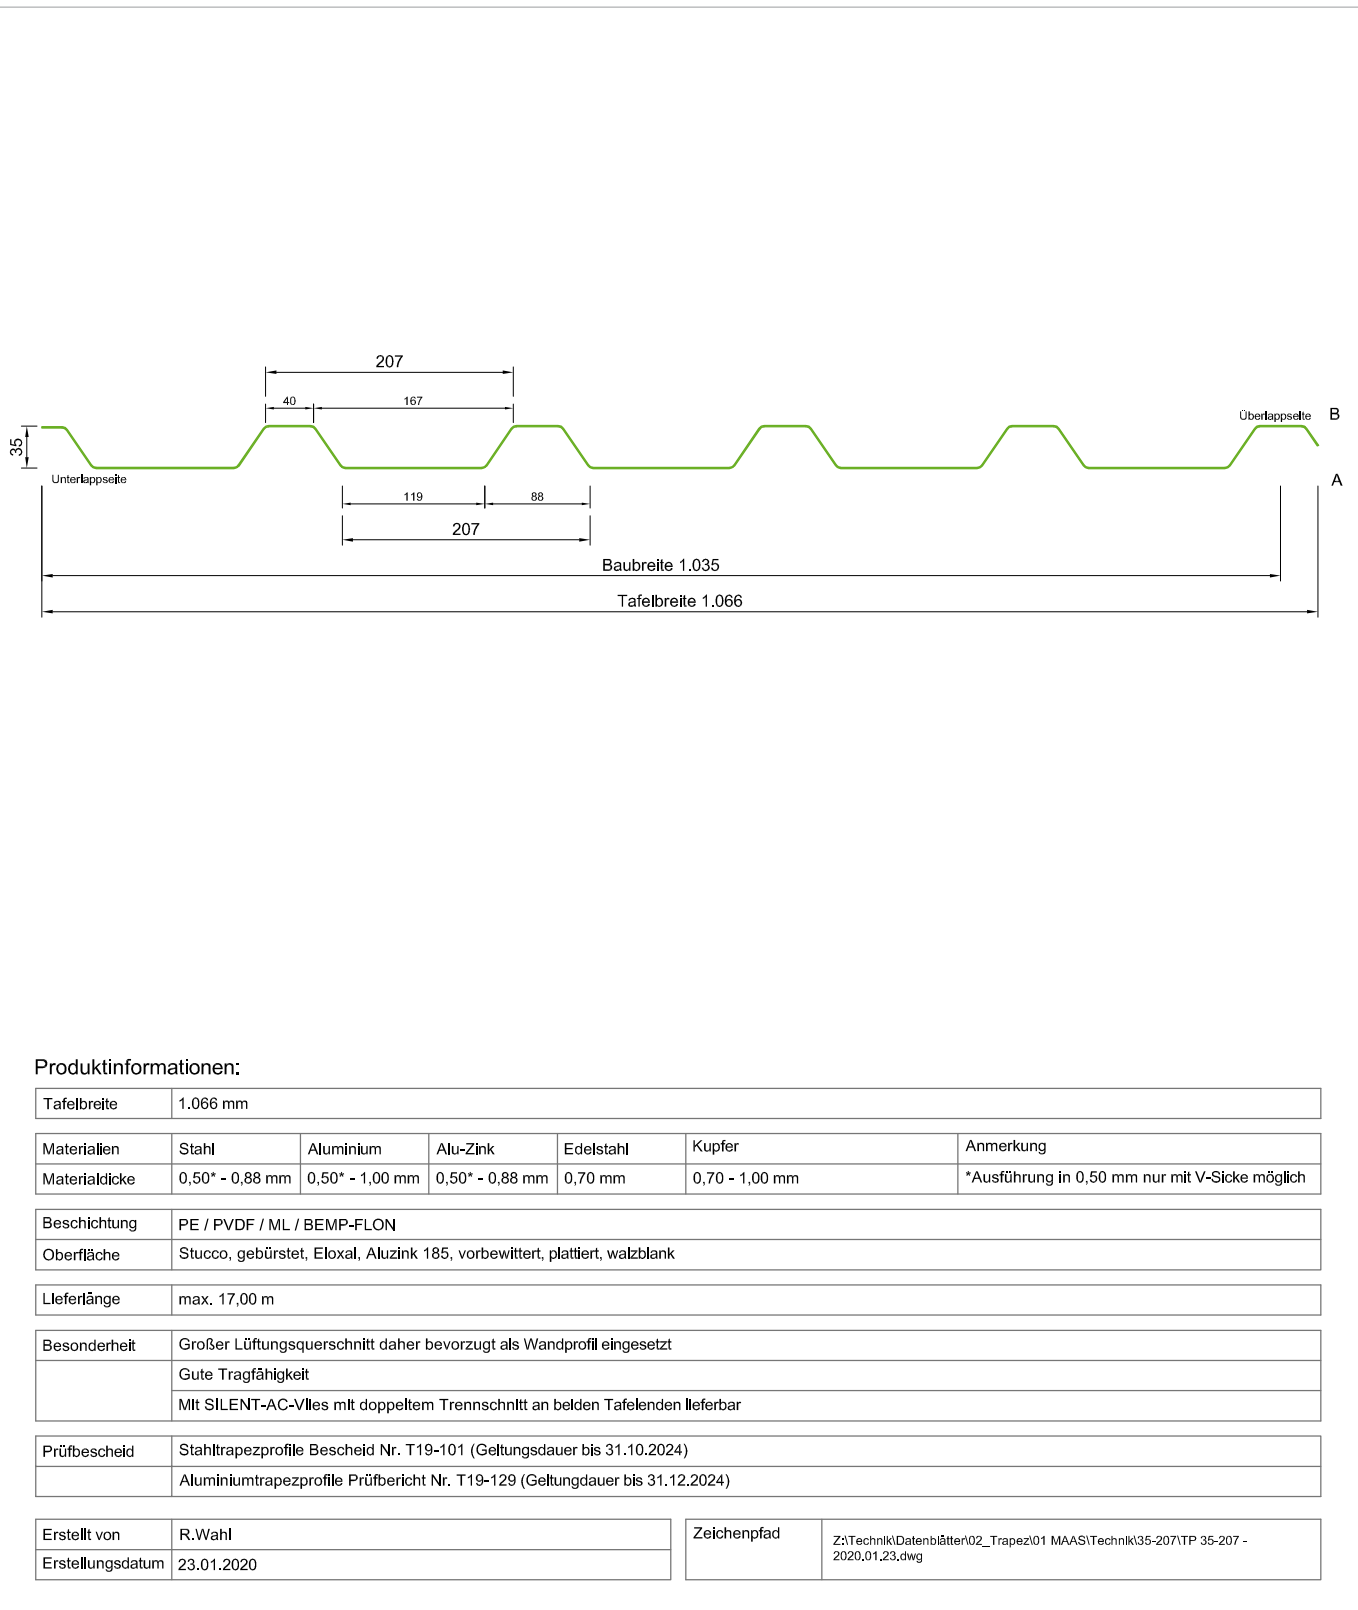 207
40 167
35
Überlappseite B
Unterlappseite A
119 88
207
Baubreite 1.035
Tafelbreite 1.066
Produktinformationen:
Tafelbreite 1.066 mm
Materialien Stahl Aluminium Alu-Zink Edelstahl Kupfer Anmerkung
Materialdicke 0,50* - 0,88 mm 0,50* - 1,00 mm 0,50* - 0,88 mm 0,70 mm 0,70 - 1,00 mm *Ausführung in 0,50 mm nur mit V-Sicke möglich
Beschichtung PE / PVDF / ML / BEMP-FLON
Oberfläche Stucco, gebürstet, Eloxal, Aluzink 185, vorbewittert, plattiert, walzblank
Lieferlänge max. 17,00 m
Besonderheit Großer Lüftungsquerschnitt daher bevorzugt als Wandprofil eingesetzt
Gute Tragfähigkeit
Mit SILENT-AC-Vlies mit doppeltem Trennschnitt an beiden Tafelenden lieferbar
Prüfbescheid Stahltrapezprofile Bescheid Nr. T19-101 (Geltungsdauer bis 31.10.2024)
Aluminiumtrapezprofile Prüfbericht Nr. T19-129 (Geltungdauer bis 31.12.2024)
Erstellt von R.Wahl
Erstellungsdatum 23.01.2020
Zeichenpfad Z:\Technik\Datenblätter\02_Trapez\01 MAAS\Technik\35-207\TP 35-207 -
2020.01.23.dwg